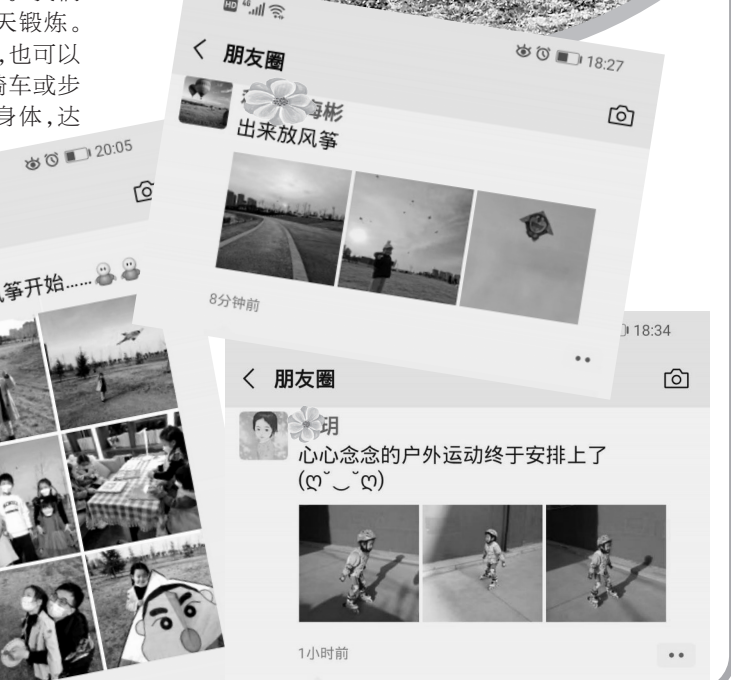 天锻炼。
,也可以
骑车或步
身体,达
20:05
筝开始……
HD 4G
18:27
朋友圈
海彬
出来放风筝
8分钟前
18:34
朋友圈
玥
心心念念的户外运动终于安排上了
(ღ˘⌣˘ღ)
1小时前